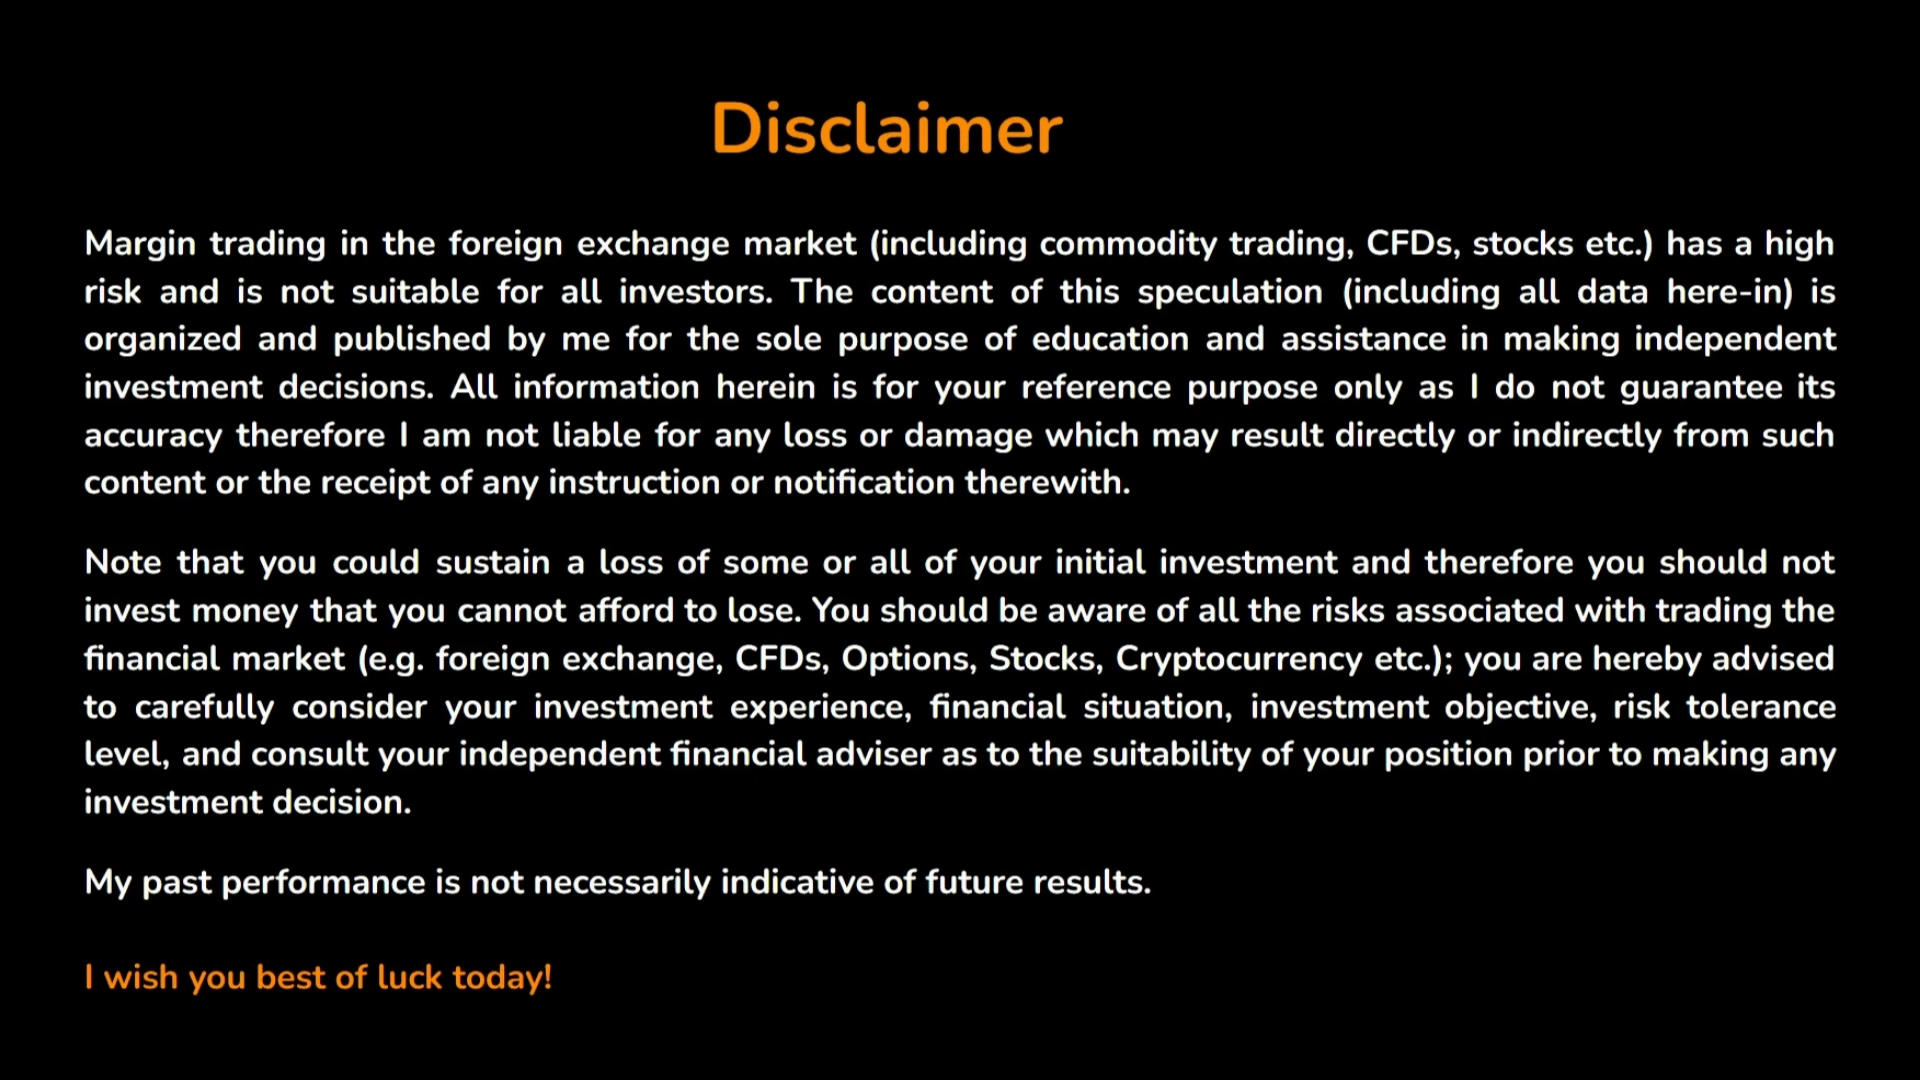 Disclaimer
Margin trading in the foreign exchange market (including commodity trading, CFDs, stocks etc.) has a high
risk and is not suitable for all investors. The content of this speculation (including all data here-in) is
organized and published by me for the sole purpose of education and assistance in making independent
investment decisions. All information herein is for your reference purpose only as I do not guarantee its
accuracy therefore I am not liable for any loss or damage which may result directly or indirectly from such
content or the receipt of any instruction or notification therewith.
Note that you could sustain a loss of some or all of your initial investment and therefore you should not
invest money that you cannot afford to lose. You should be aware of all the risks associated with trading the
financial market (e.g. foreign exchange, CFDs, Options, Stocks, Cryptocurrency etc.); you are hereby advised
to carefully consider your investment experience, financial situation, investment objective, risk tolerance
level, and consult your independent financial adviser as to the suitability of your position prior to making any
investment decision.
My past performance is not necessarily indicative of future results.
I wish you best of luck today!